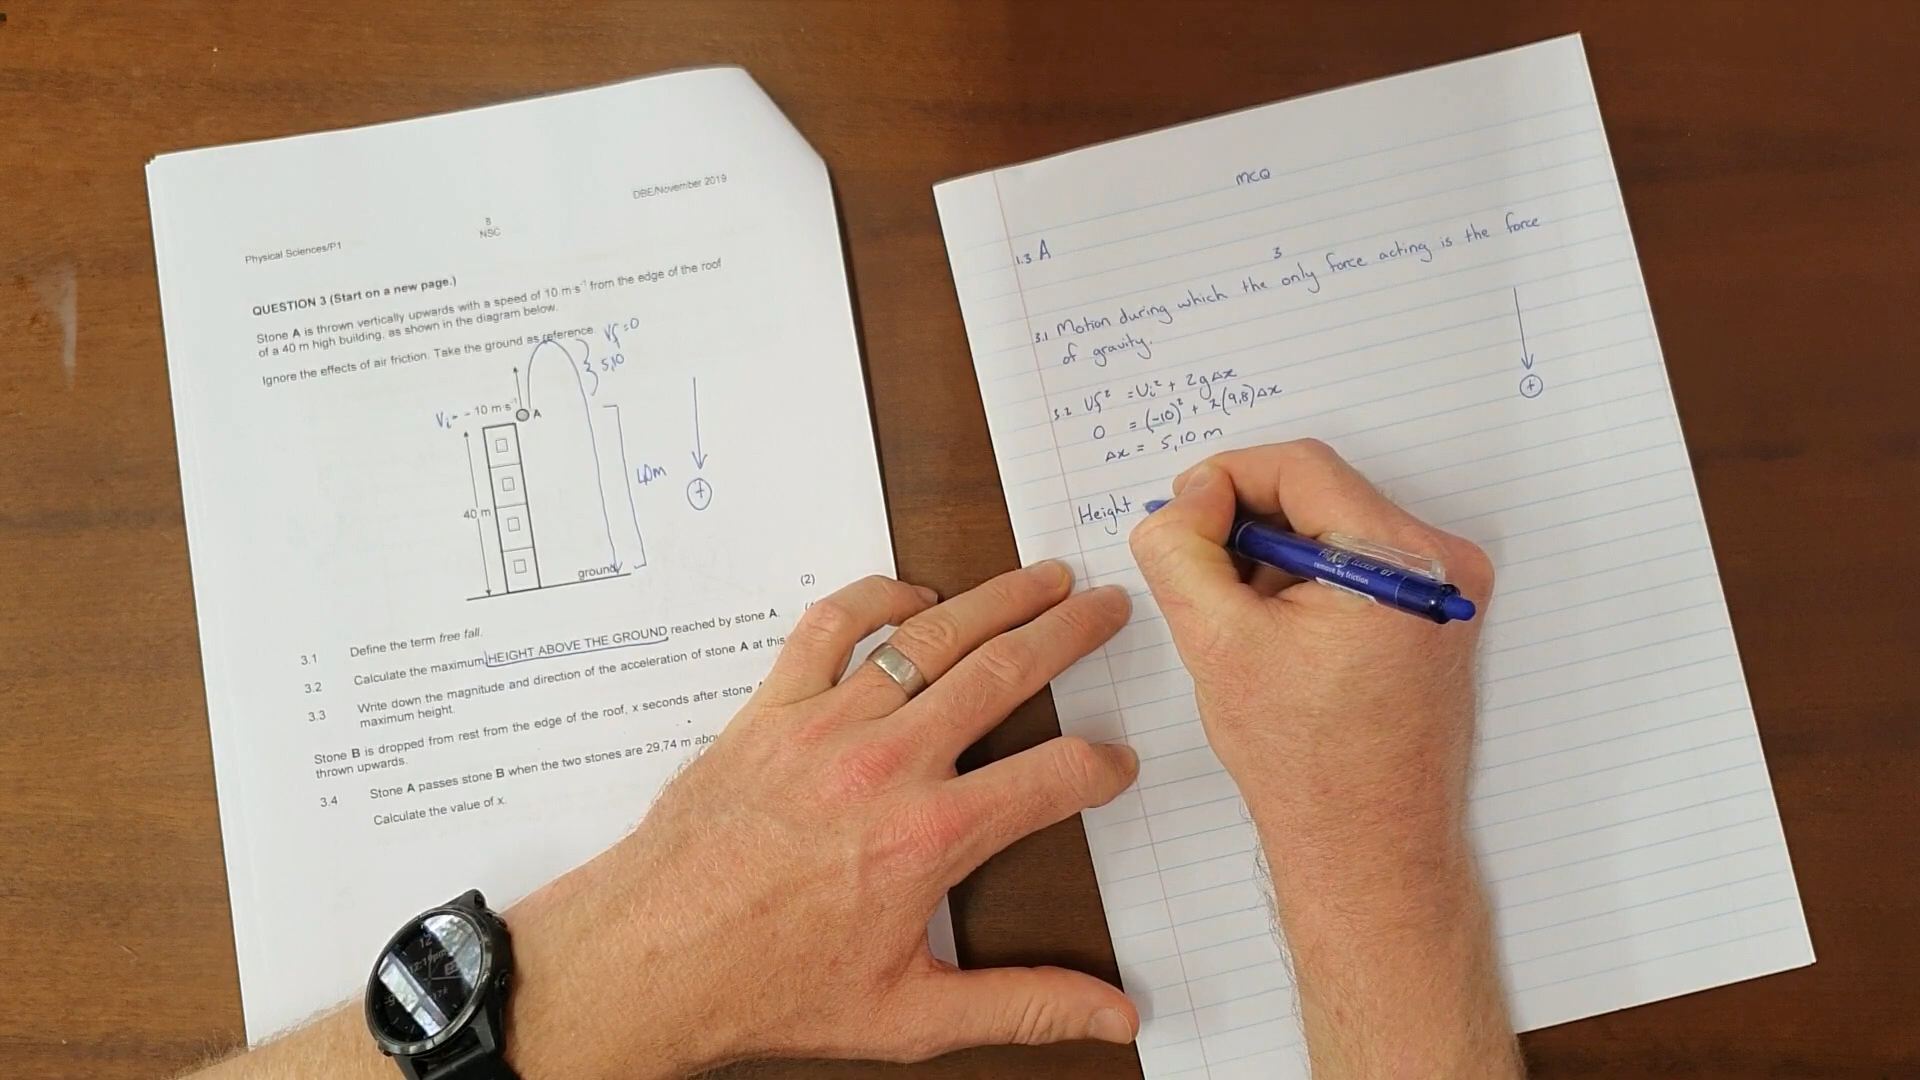 DBE/November 2019
8
NSC
Physical Sciences/P1
QUESTION 3 (Start on a new page.)
Stone A is thrown vertically upwards with a speed of 10 m·s⁻¹ from the edge of the roof
of a 40 m high building, as shown in the diagram below.
Ignore the effects of air friction. Take the ground as reference.
Vf = 0
5,10
Vi = - 10 m·s⁻¹
A
40 m
40m
+
ground
3.1 Define the term free fall. (2)
3.2 Calculate the maximum HEIGHT ABOVE THE GROUND reached by stone A.
3.3 Write down the magnitude and direction of the acceleration of stone A at this
maximum height.
Stone B is dropped from rest from the edge of the roof, x seconds after stone
thrown upwards.
3.4 Stone A passes stone B when the two stones are 29,74 m
Calculate the value of x.
MCQ
1.3 A
3
3.1 Motion during which the only force acting is the force
of gravity.
+
3.2 Vf² = Vi² + 2gΔx
0 = (-10)² + 2(9,8)Δx
Δx = 5,10 m
Height
remove by friction